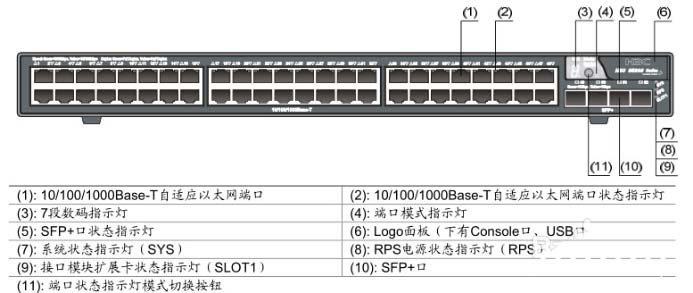 (1) (2) (3) (4) (5) (6)
H3C
10/100/1000Base-T
SFP+
(7)
(8)
(9)
(11) (10)
(1): 10/100/1000Base-T自适应以太网端口
(2): 10/100/1000Base-T自适应以太网端口状态指示灯
(3): 7段数码指示灯
(4): 端口模式指示灯
(5): SFP+口状态指示灯
(6): Logo面板（下有Console口、USB口
(7): 系统状态指示灯（SYS）
(8): RPS电源状态指示灯（RPS）
(9): 接口模块扩展卡状态指示灯（SLOT1）
(10): SFP+口
(11): 端口状态指示灯模式切换按钮